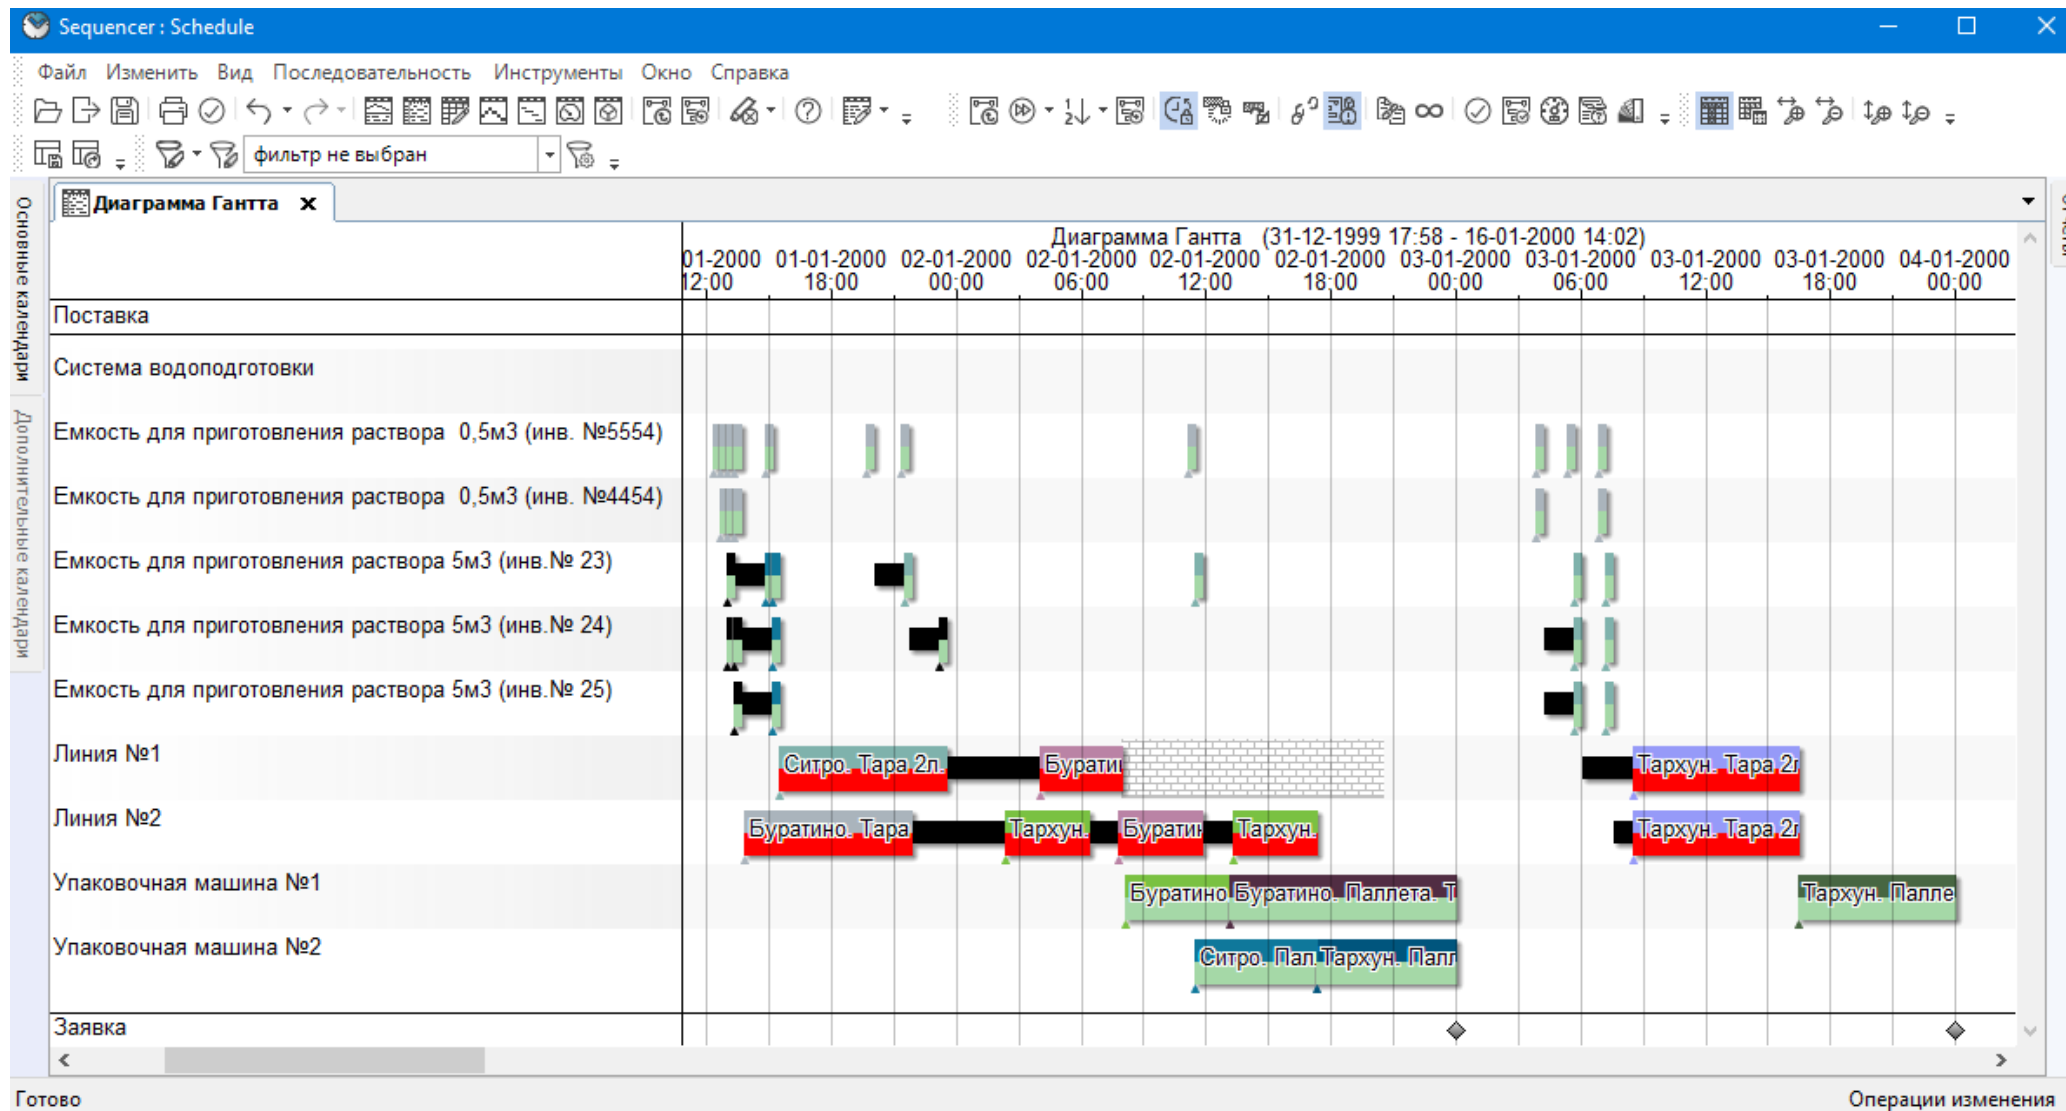 Sequencer : Schedule
Файл Изменить Вид Последовательность Инструменты Окно Справка
фильтр не выбран
Основные календари
Дополнительные календари
Диаграмма Гантта
Диаграмма Гантта (31-12-1999 17:58 - 16-01-2000 14:02)
01-2000 01-01-2000 02-01-2000 02-01-2000 02-01-2000 02-01-2000 03-01-2000 03-01-2000 03-01-2000 03-01-2000 04-01-2000
12:00 18:00 00:00 06:00 12:00 18:00 00:00 06:00 12:00 18:00 00:00
Поставка
Система водоподготовки
Емкость для приготовления раствора 0,5м3 (инв. №5554)
Емкость для приготовления раствора 0,5м3 (инв. №4454)
Емкость для приготовления раствора 5м3 (инв.№ 23)
Емкость для приготовления раствора 5м3 (инв.№ 24)
Емкость для приготовления раствора 5м3 (инв.№ 25)
Линия №1
Ситро. Тара 2л. Бурати Тархун. Тара 2
Линия №2
Буратино. Тара Тархун. Бурати Тархун. Тархун. Тара 2
Упаковочная машина №1
Буратино Буратино. Паллета. Т Тархун. Палле
Упаковочная машина №2
Ситро. Пал. Тархун. Палл
Заявка
Готово
Операции изменения